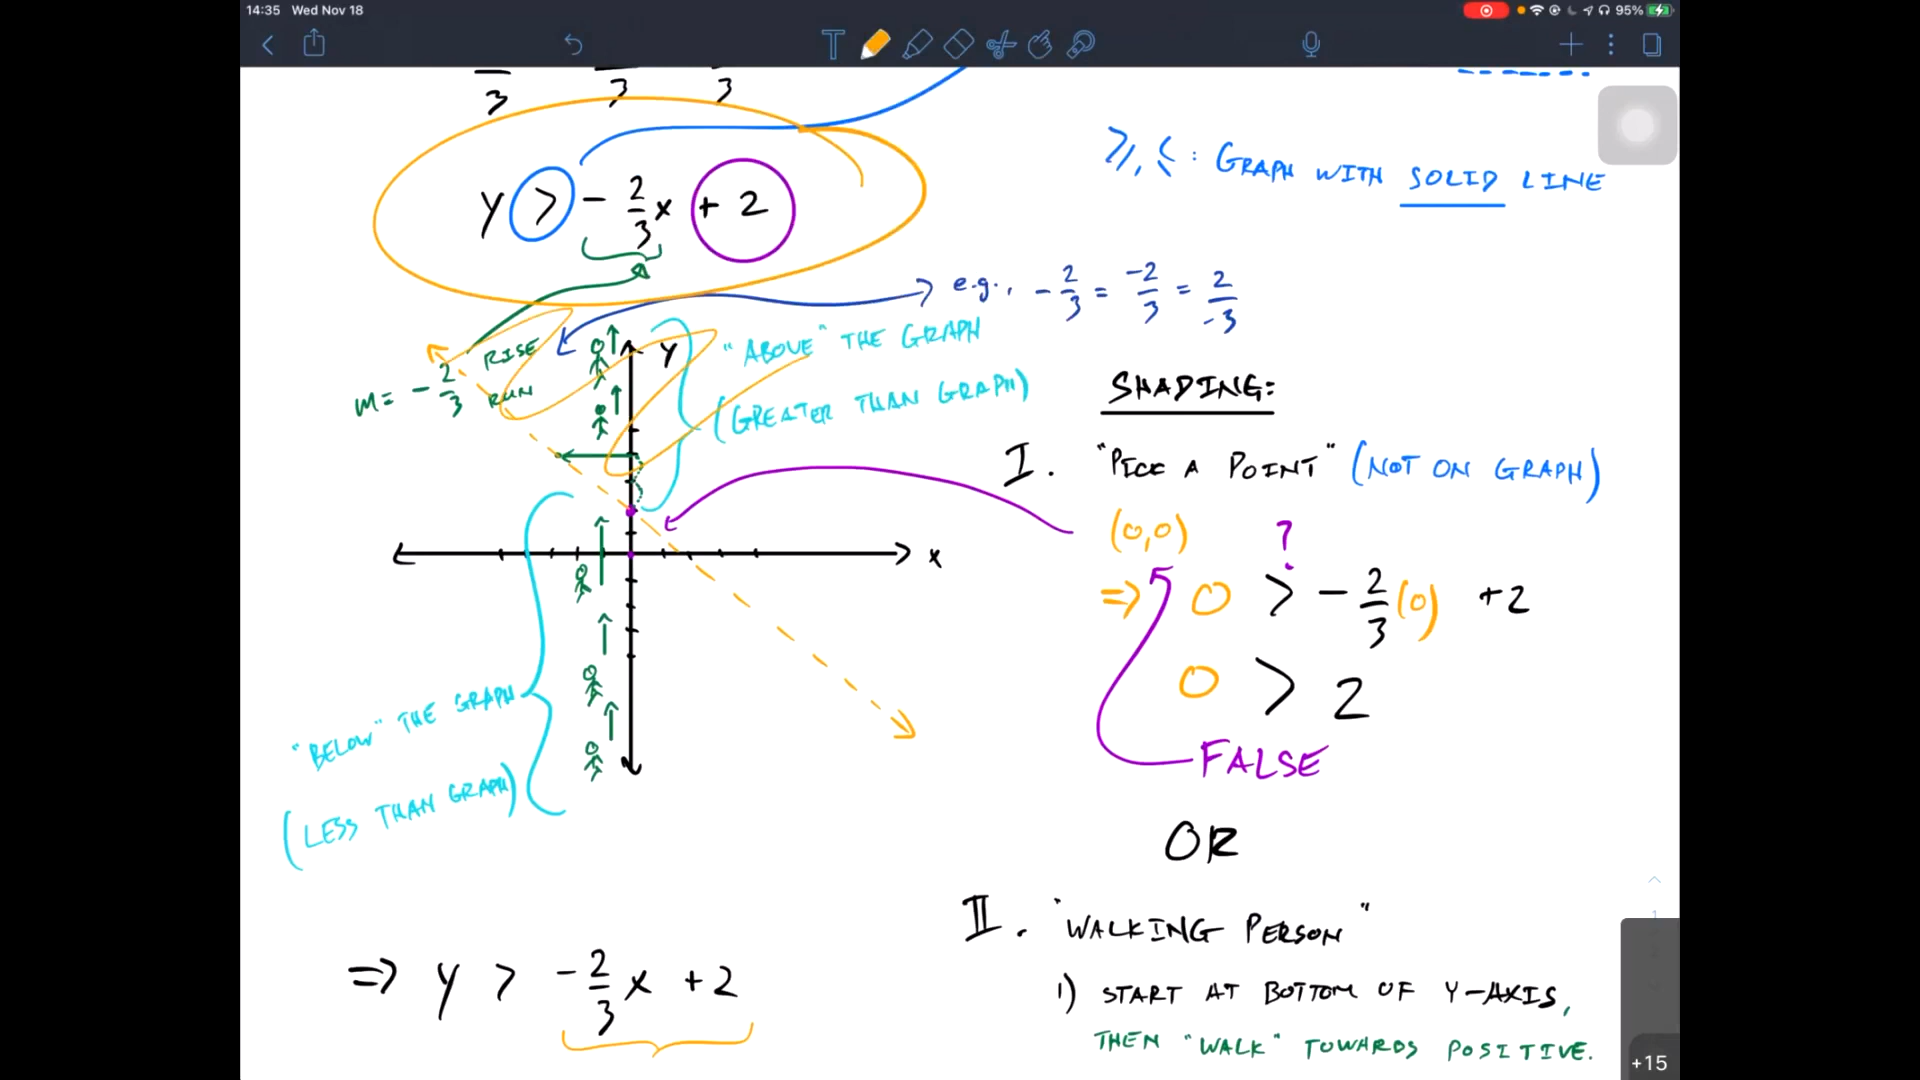 14:35 Wed Nov 18
95%
3 3 3
y > - 2/3 x + 2
≥, ≤ : GRAPH WITH SOLID LINE
e.g., - 2/3 = -2/3 = 2/-3
m = - 2/3 RISE
RUN
y
"ABOVE" THE GRAPH
(GREATER THAN GRAPH)
x
"BELOW" THE GRAPH
(LESS THAN GRAPH)
SHADING:
I. "PICK A POINT" (NOT ON GRAPH)
(0,0) ?
=> 0 > - 2/3 (0) + 2
0 > 2
FALSE
OR
II. "WALKING PERSON"
1) START AT BOTTOM OF Y-AXIS,
THEN "WALK" TOWARDS POSITIVE.
=> y > - 2/3 x + 2
+15